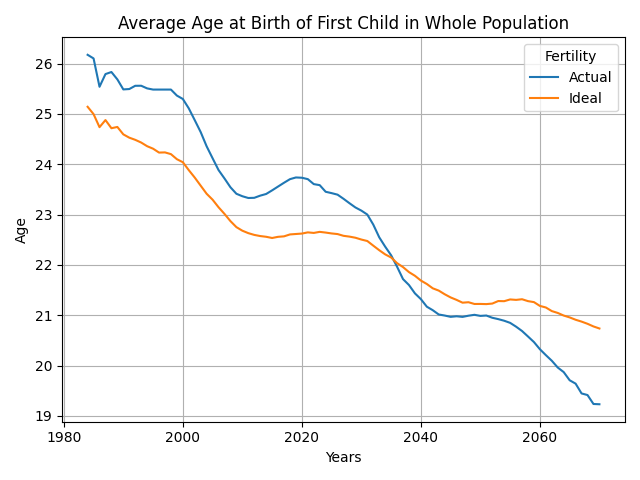 Average Age at Birth of First Child in Whole Population
Fertility
Actual
Ideal
Age
26
25
24
23
22
21
20
19
1980
2000
2020
2040
2060
Years